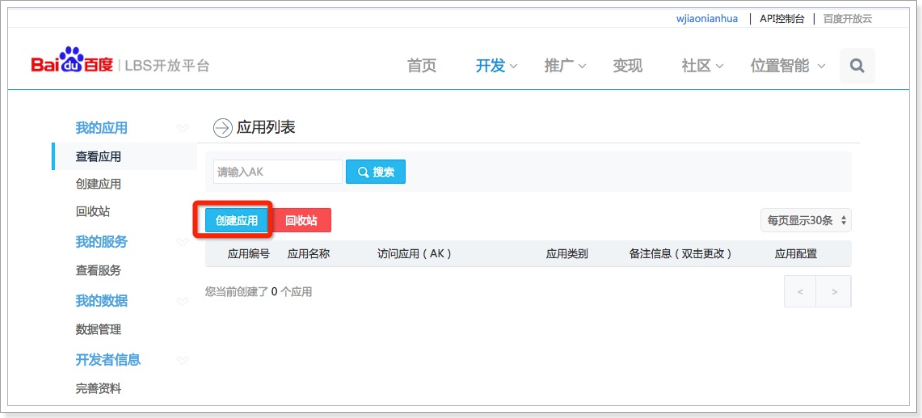 wjiaonianhua | API控制台 | 百度开放云
Bai du 百度 | LBS开放平台
首页 开发 推广 变现 社区 位置智能
我的应用
查看应用
创建应用
回收站
我的服务
查看服务
我的数据
数据管理
开发者信息
完善资料
应用列表
请输入AK 搜索
创建应用 回收站 每页显示30条
应用编号 应用名称 访问应用（AK） 应用类别 备注信息（双击更改） 应用配置
您当前创建了 0 个应用 < >